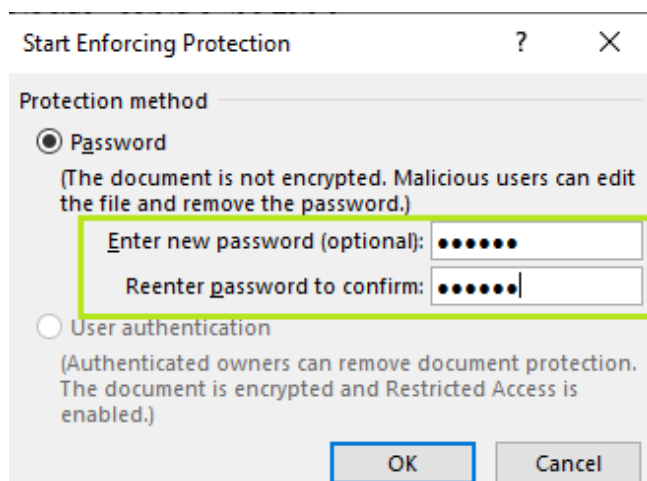 Start Enforcing Protection ? ×
Protection method
Password
(The document is not encrypted. Malicious users can edit
the file and remove the password.)
Enter new password (optional): ●●●●●●
Reenter password to confirm: ●●●●●●
User authentication
(Authenticated owners can remove document protection.
The document is encrypted and Restricted Access is
enabled.)
OK Cancel